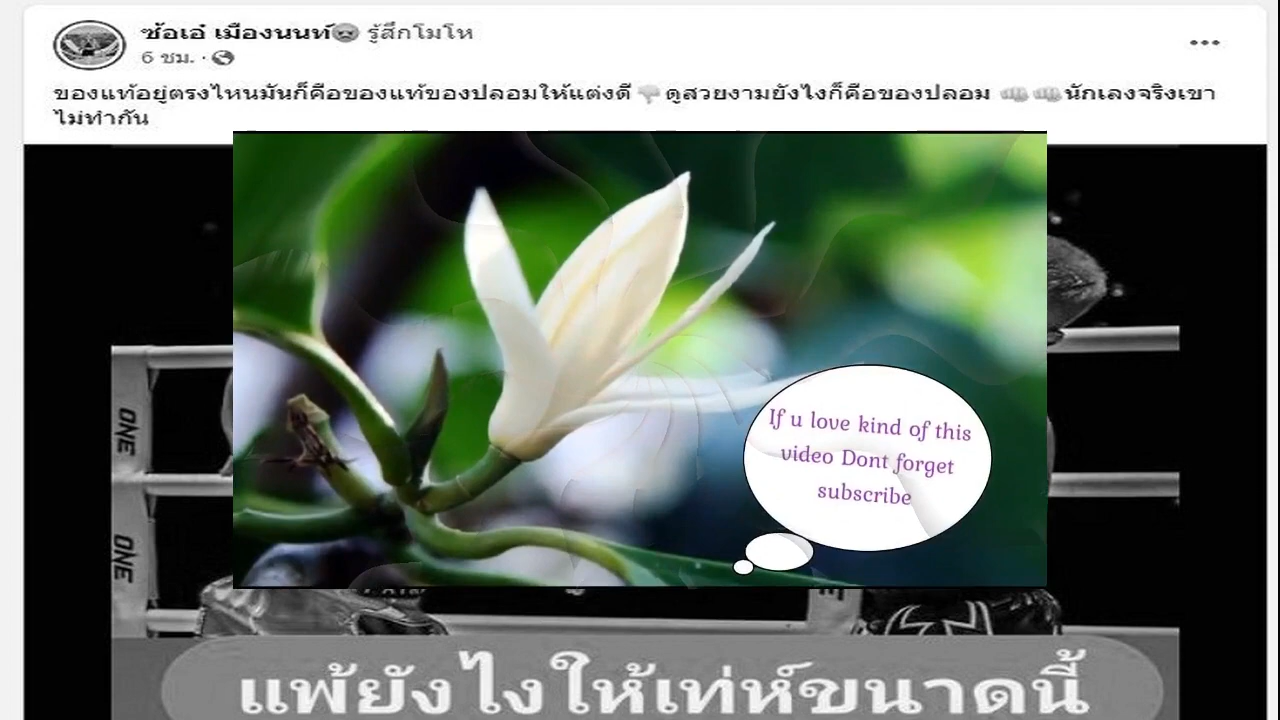 ซ้อเอ๋ เมืองนนท์ รู้สึกโมโห
6 ชม.
ของแท้อยู่ตรงไหนมันก็คือของแท้ของปลอมให้แต่งดี ดูสวยงามยังไงก็คือของปลอม นักเลงจริงเขา
ไม่ทำกัน
ONE
ONE
If u love kind of this
video Dont forget
subscribe
แพ้ยังไงให้เท่ห์ขนาดนี้